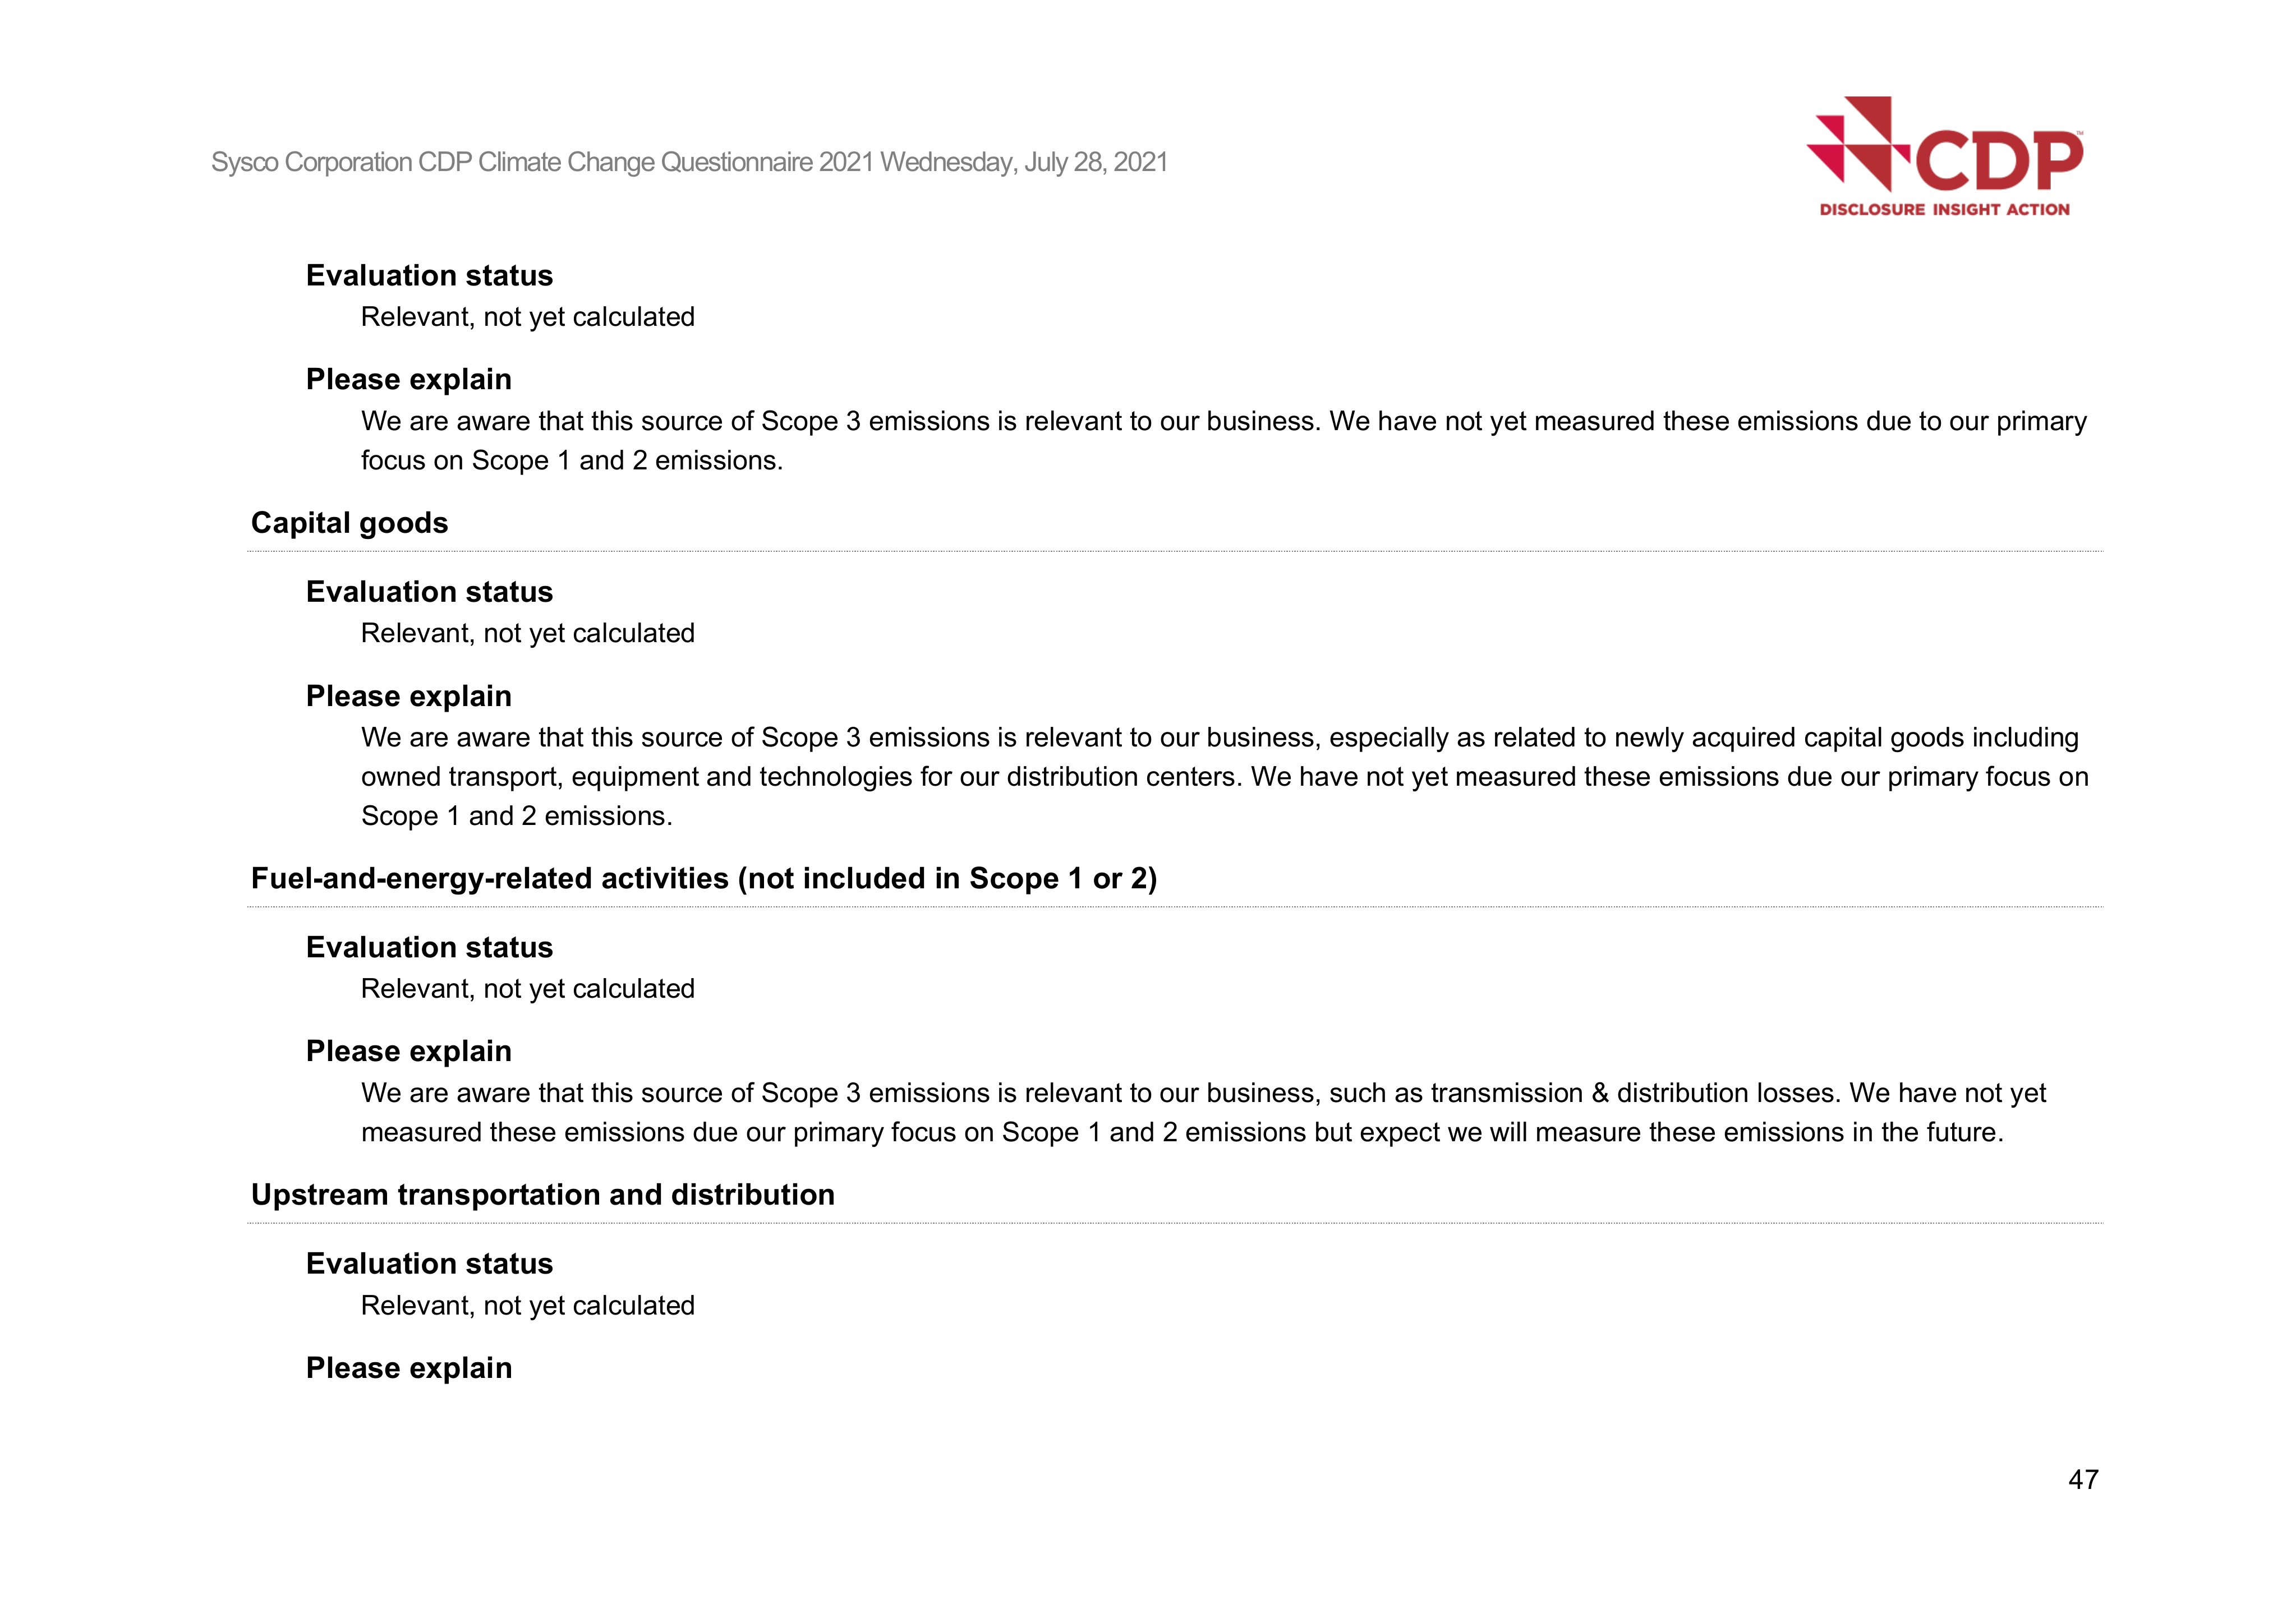 Sysco Corporation CDP Climate Change Questionnaire 2021 Wednesday, July 28, 2021
CDP™
DISCLOSURE INSIGHT ACTION
Evaluation status
Relevant, not yet calculated
Please explain
We are aware that this source of Scope 3 emissions is relevant to our business. We have not yet measured these emissions due to our primary
focus on Scope 1 and 2 emissions.
Capital goods
Evaluation status
Relevant, not yet calculated
Please explain
We are aware that this source of Scope 3 emissions is relevant to our business, especially as related to newly acquired capital goods including
owned transport, equipment and technologies for our distribution centers. We have not yet measured these emissions due our primary focus on
Scope 1 and 2 emissions.
Fuel-and-energy-related activities (not included in Scope 1 or 2)
Evaluation status
Relevant, not yet calculated
Please explain
We are aware that this source of Scope 3 emissions is relevant to our business, such as transmission & distribution losses. We have not yet
measured these emissions due our primary focus on Scope 1 and 2 emissions but expect we will measure these emissions in the future.
Upstream transportation and distribution
Evaluation status
Relevant, not yet calculated
Please explain
47